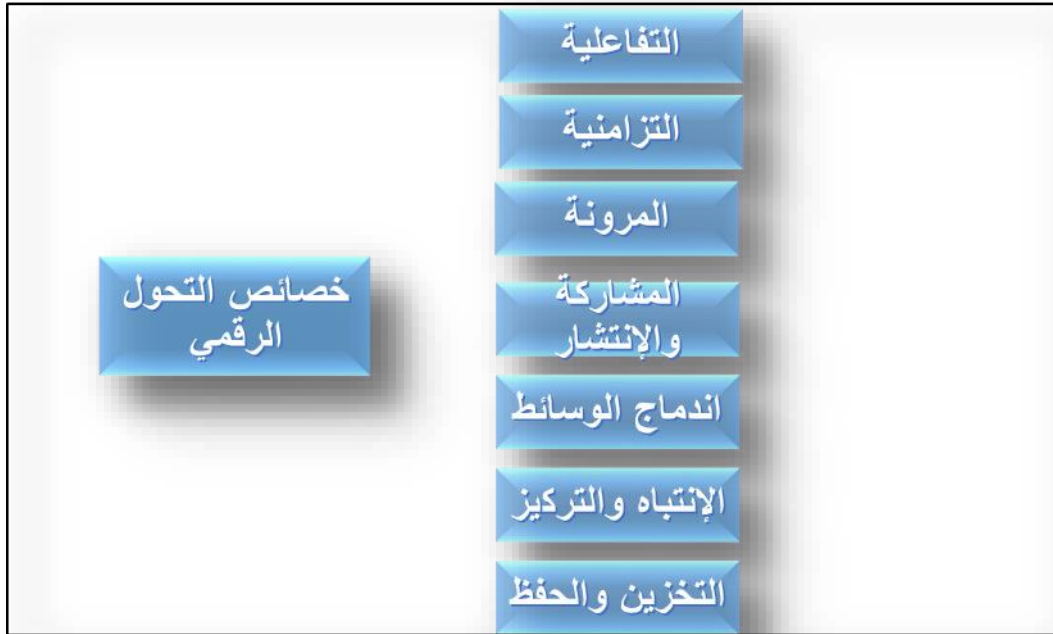 التفاعلية
التزامنية
المرونة
المشاركة
والإنتشار
اندماج الوسائط
الإنتباه والتركيز
التخزين والحفظ
خصائص التحول
الرقمي